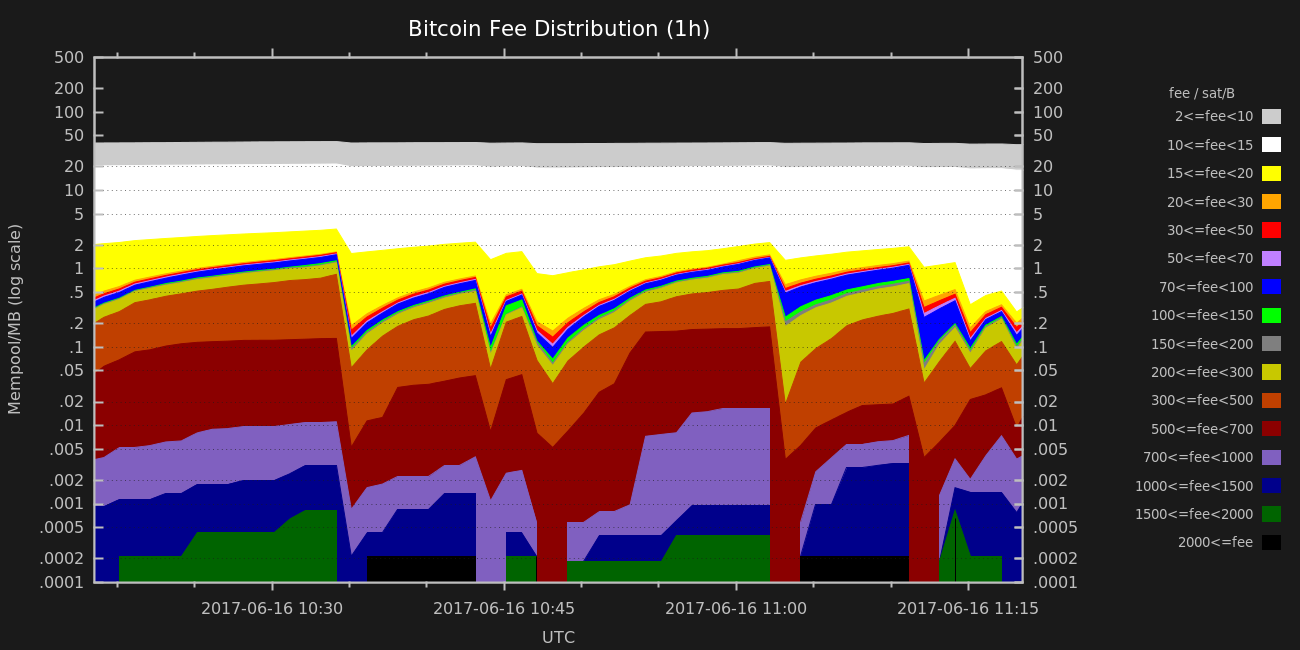 Bitcoin Fee Distribution (1h)
Mempool/MB (log scale)
500
200
100
50
20
10
5
2
1
.5
.2
.1
.05
.02
.01
.005
.002
.001
.0005
.0002
.0001
500
200
100
50
20
10
5
2
1
.5
.2
.1
.05
.02
.01
.005
.002
.001
.0005
.0002
.0001
2017-06-16 10:30
2017-06-16 10:45
2017-06-16 11:00
2017-06-16 11:15
UTC
fee / sat/B
2<=fee<10
10<=fee<15
15<=fee<20
20<=fee<30
30<=fee<50
50<=fee<70
70<=fee<100
100<=fee<150
150<=fee<200
200<=fee<300
300<=fee<500
500<=fee<700
700<=fee<1000
1000<=fee<1500
1500<=fee<2000
2000<=fee